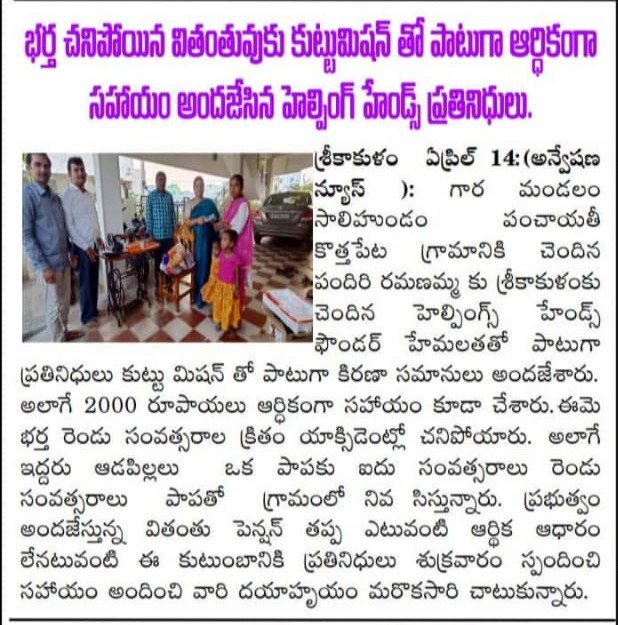 భర్త చనిపోయిన వితంతువుకు కుట్టుమిషన్ తో పాటుగా ఆర్ధికంగా
సహాయం అందజేసిన హెల్పింగ్ హేండ్స్ ప్రతినిధులు.
శ్రీకాకుళం ఏప్రిల్ 14:(అన్వేషణ
న్యూస్ ): గార మండలం
సాలిహుండం పంచాయతీ
కొత్తపేట గ్రామానికి చెందిన
పందిరి రమణమ్మ కు శ్రీకాకుళంకు
చెందిన హెల్పింగ్స్ హేండ్స్
ఫౌండర్ హేమలతతో పాటుగా
ప్రతినిధులు కుట్టు మిషన్ తో పాటుగా కిరణా సమానులు అందజేశారు.
అలాగే 2000 రూపాయలు ఆర్ధికంగా సహాయం కూడా చేశారు.ఈమె
భర్త రెండు సంవత్సరాల క్రితం యాక్సిడెంట్లో చనిపోయారు. అలాగే
ఇద్దరు ఆడపిల్లలు ఒక పాపకు ఐదు సంవత్సరాలు రెండు
సంవత్సరాలు పాపతో గ్రామంలో నివ సిస్తున్నారు. ప్రభుత్వం
అందజేస్తున్న వితంతు పెన్షన్ తప్ప ఎటువంటి ఆర్థిక ఆధారం
లేనటువంటి ఈ కుటుంబానికి ప్రతినిధులు శుక్రవారం స్పందించి
సహాయం అందించి వారి దయాహృయం మరొకసారి చాటుకున్నారు.